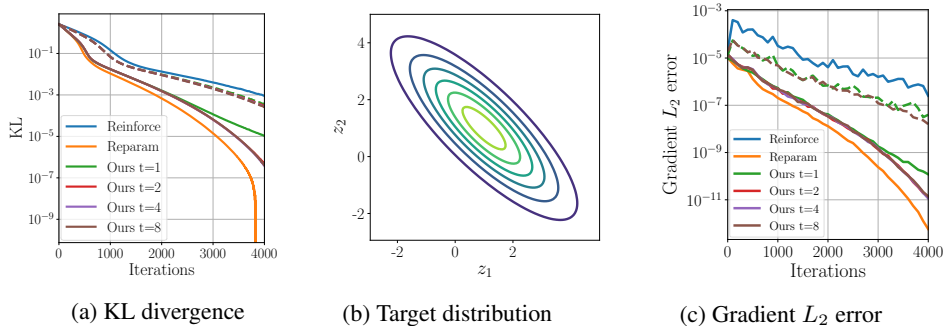 KL
10⁻¹
10⁻³
10⁻⁵
10⁻⁷
10⁻⁹
Reinforce
Reparam
Ours t=1
Ours t=2
Ours t=4
Ours t=8
0 1000 2000 3000 4000
Iterations
(a) KL divergence
z₂
4
2
0
-2
-2 0 2
z₁
(b) Target distribution
Gradient L₂ error
10⁻³
10⁻⁵
10⁻⁷
10⁻⁹
10⁻¹¹
Reinforce
Reparam
Ours t=1
Ours t=2
Ours t=4
Ours t=8
0 1000 2000 3000 4000
Iterations
(c) Gradient L₂ error